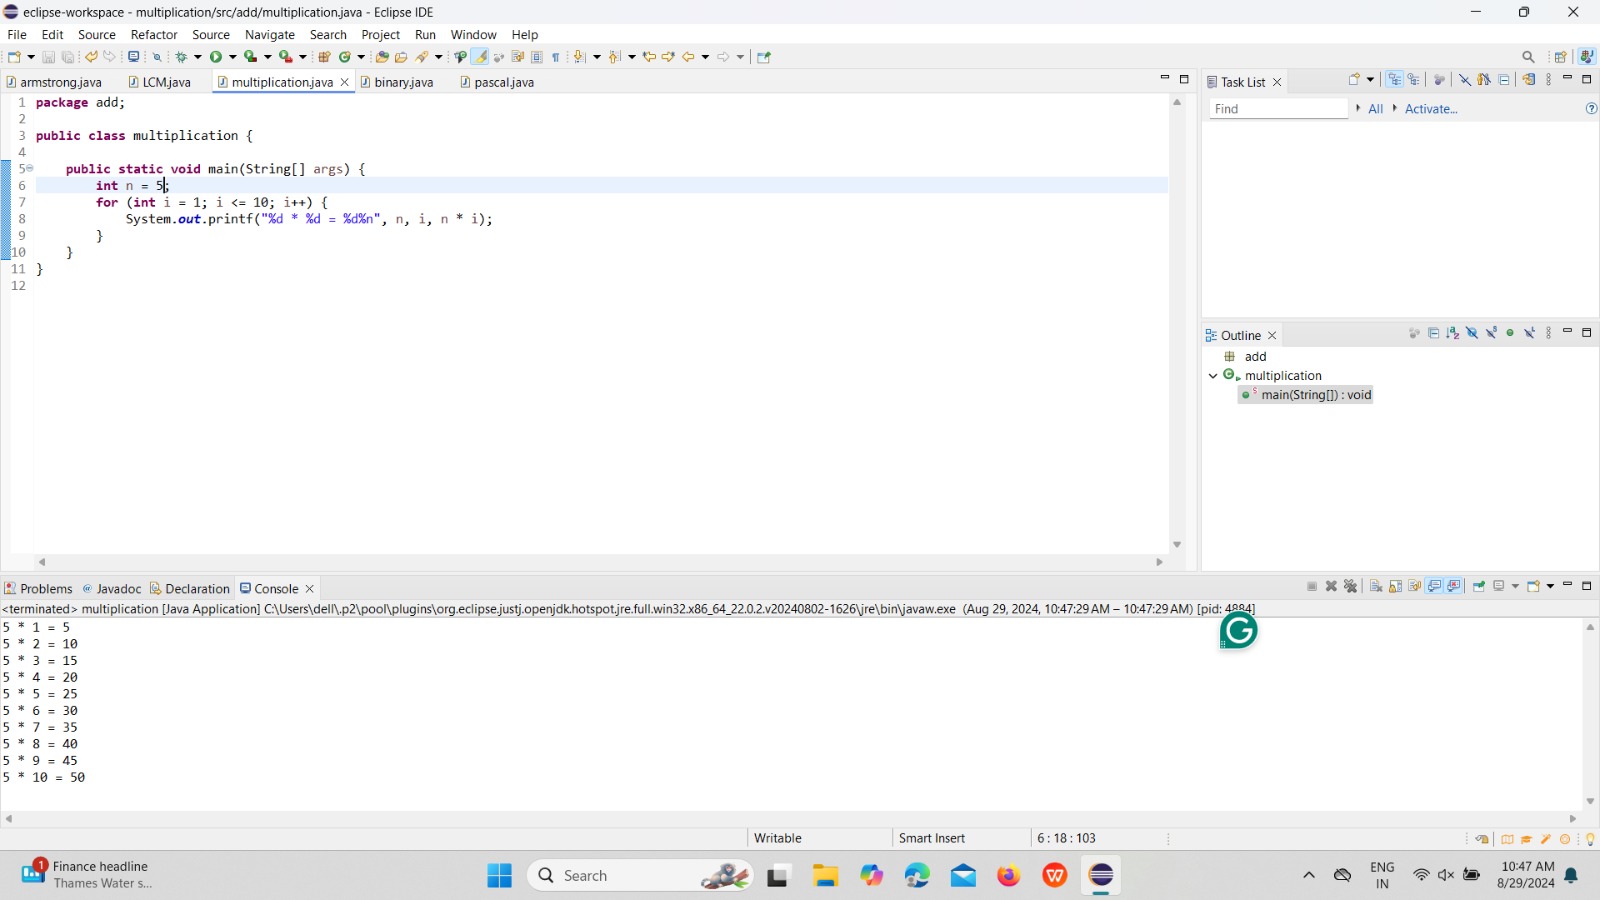 eclipse-workspace - multiplication/src/add/multiplication.java - Eclipse IDE
File Edit Source Refactor Source Navigate Search Project Run Window Help
armstrong.java LCM.java multiplication.java binary.java pascal.java
1 package add;
2
3 public class multiplication {
4
5 public static void main(String[] args) {
6 int n = 5;
7 for (int i = 1; i <= 10; i++) {
8 System.out.printf("%d * %d = %d%n", n, i, n * i);
9 }
10 }
11 }
12
Task List
Find All Activate...
Outline
add
multiplication
main(String[]) : void
Problems Javadoc Declaration Console
<terminated> multiplication [Java Application] C:\Users\dell\.p2\pool\plugins\org.eclipse.justj.openjdk.hotspot.jre.full.win32.x86_64_22.0.2.v20240802-1626\jre\bin\javaw.exe (Aug 29, 2024, 10:47:29 AM – 10:47:29 AM) [pid: 4884]
5 * 1 = 5
5 * 2 = 10
5 * 3 = 15
5 * 4 = 20
5 * 5 = 25
5 * 6 = 30
5 * 7 = 35
5 * 8 = 40
5 * 9 = 45
5 * 10 = 50
Writable Smart Insert 6 : 18 : 103
1 Finance headline
Thames Water s...
Search
ENG
IN
10:47 AM
8/29/2024